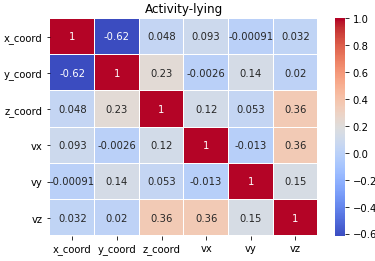 Activity-lying
x_coord 1 -0.62 0.048 0.093 -0.00091 0.032
y_coord -0.62 1 0.23 -0.0026 0.14 0.02
z_coord 0.048 0.23 1 0.12 0.053 0.36
vx 0.093 -0.0026 0.12 1 -0.013 0.36
vy -0.00091 0.14 0.053 -0.013 1 0.15
vz 0.032 0.02 0.36 0.36 0.15 1
x_coord y_coord z_coord vx vy vz
1.0
0.8
0.6
0.4
0.2
0.0
−0.2
−0.4
−0.6